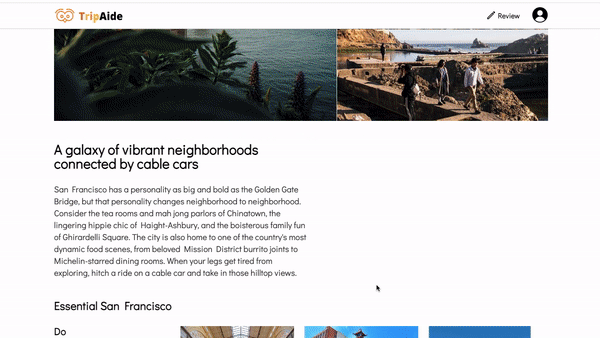 TripAide
Review
A galaxy of vibrant neighborhoods
connected by cable cars
San Francisco has a personality as big and bold as the Golden Gate
Bridge, but that personality changes neighborhood to neighborhood.
Consider the tea rooms and mah jong parlors of Chinatown, the
lingering hippie chic of Haight-Ashbury, and the boisterous family fun
of Ghirardelli Square. The city is also home to one of the country's most
dynamic food scenes, from beloved Mission District burrito joints to
Michelin-starred dining rooms. When your legs get tired from
exploring, hitch a ride on a cable car and take in those hilltop views.
Essential San Francisco
Do